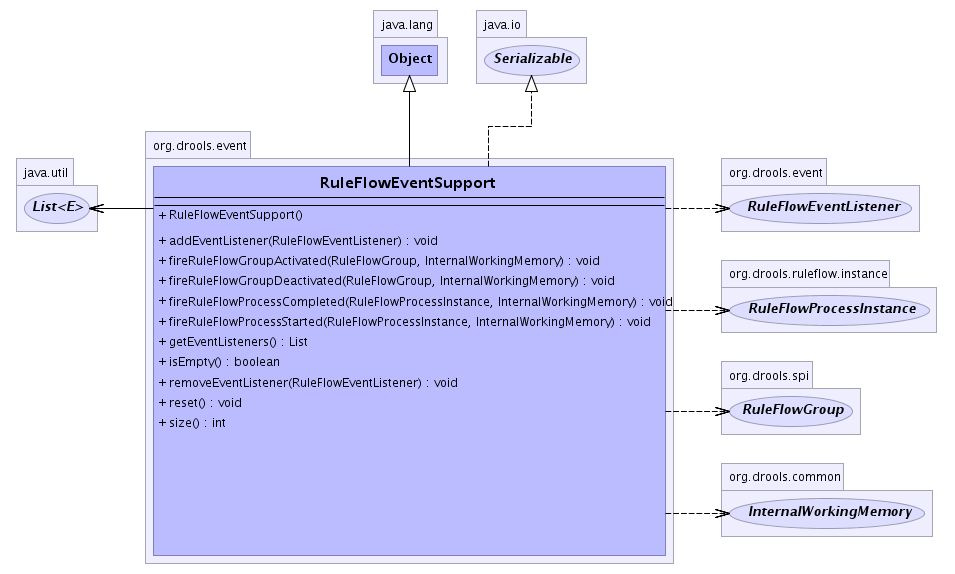 java.lang
Object
java.io
Serializable
java.util
List<E>
org.drools.event
RuleFlowEventSupport
+ RuleFlowEventSupport()
+ addEventListener(RuleFlowEventListener) : void
+ fireRuleFlowGroupActivated(RuleFlowGroup, InternalWorkingMemory) : void
+ fireRuleFlowGroupDeactivated(RuleFlowGroup, InternalWorkingMemory) : void
+ fireRuleFlowProcessCompleted(RuleFlowProcessInstance, InternalWorkingMemory) : void
+ fireRuleFlowProcessStarted(RuleFlowProcessInstance, InternalWorkingMemory) : void
+ getEventListeners() : List
+ isEmpty() : boolean
+ removeEventListener(RuleFlowEventListener) : void
+ reset() : void
+ size() : int
org.drools.event
RuleFlowEventListener
org.drools.ruleflow.instance
RuleFlowProcessInstance
org.drools.spi
RuleFlowGroup
org.drools.common
InternalWorkingMemory